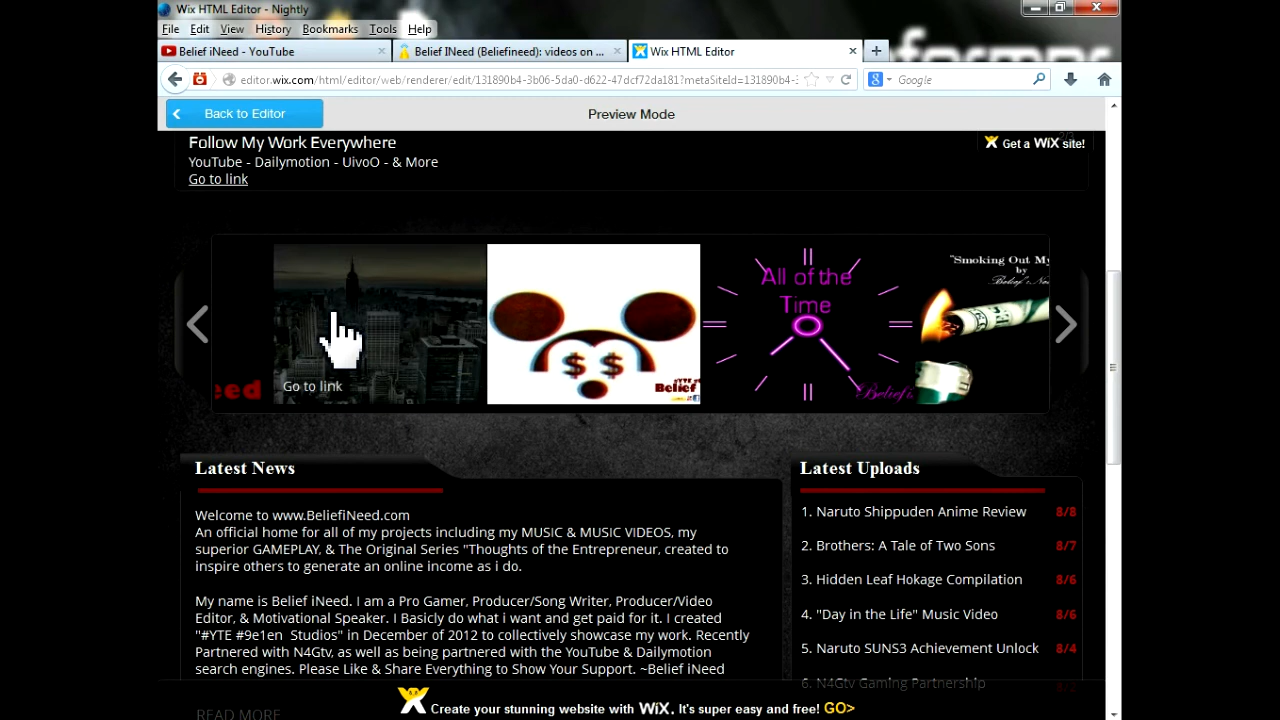 Wix HTML Editor - Nightly
File Edit View History Bookmarks Tools Help
Belief iNeed - YouTube
Belief INeed (Beliefineed): videos on ...
Wix HTML Editor
editor.wix.com/html/editor/web/renderer/edit/131890b4-3b06-5da0-d622-47dcf72da181?metaSiteId=131890b4-3
Google
Back to Editor
Preview Mode
Follow My Work Everywhere
YouTube - Dailymotion - UivoO - & More
Go to link
Get a WiX site!
All of the
Time
"Smoking Out My
by
eed
Go to link
Belief
Latest News
Welcome to www.BeliefiNeed.com
An official home for all of my projects including my MUSIC & MUSIC VIDEOS, my
superior GAMEPLAY, & The Original Series "Thoughts of the Entrepreneur, created to
inspire others to generate an online income as i do.
My name is Belief iNeed. I am a Pro Gamer, Producer/Song Writer, Producer/Video
Editor, & Motivational Speaker. I Basicly do what i want and get paid for it. I created
"#YTE #9e1en Studios" in December of 2012 to collectively showcase my work. Recently
Partnered with N4Gtv, as well as being partnered with the YouTube & Dailymotion
search engines. Please Like & Share Everything to Show Your Support. ~Belief iNeed
READ MORE
Latest Uploads
1. Naruto Shippuden Anime Review 8/8
2. Brothers: A Tale of Two Sons 8/7
3. Hidden Leaf Hokage Compilation 8/6
4. "Day in the Life" Music Video 8/6
5. Naruto SUNS3 Achievement Unlock 8/4
6. N4Gtv Gaming Partnership
Create your stunning website with WiX. It's super easy and free! GO>